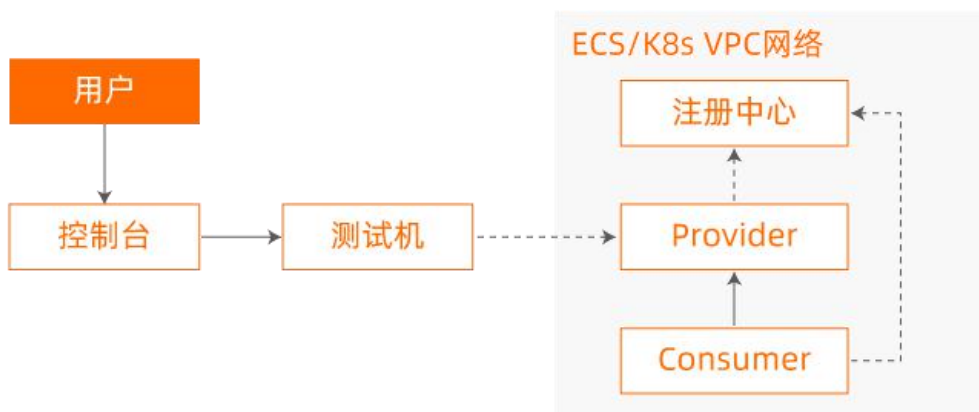 ECS/K8s VPC网络
用户
注册中心
控制台
测试机
Provider
Consumer